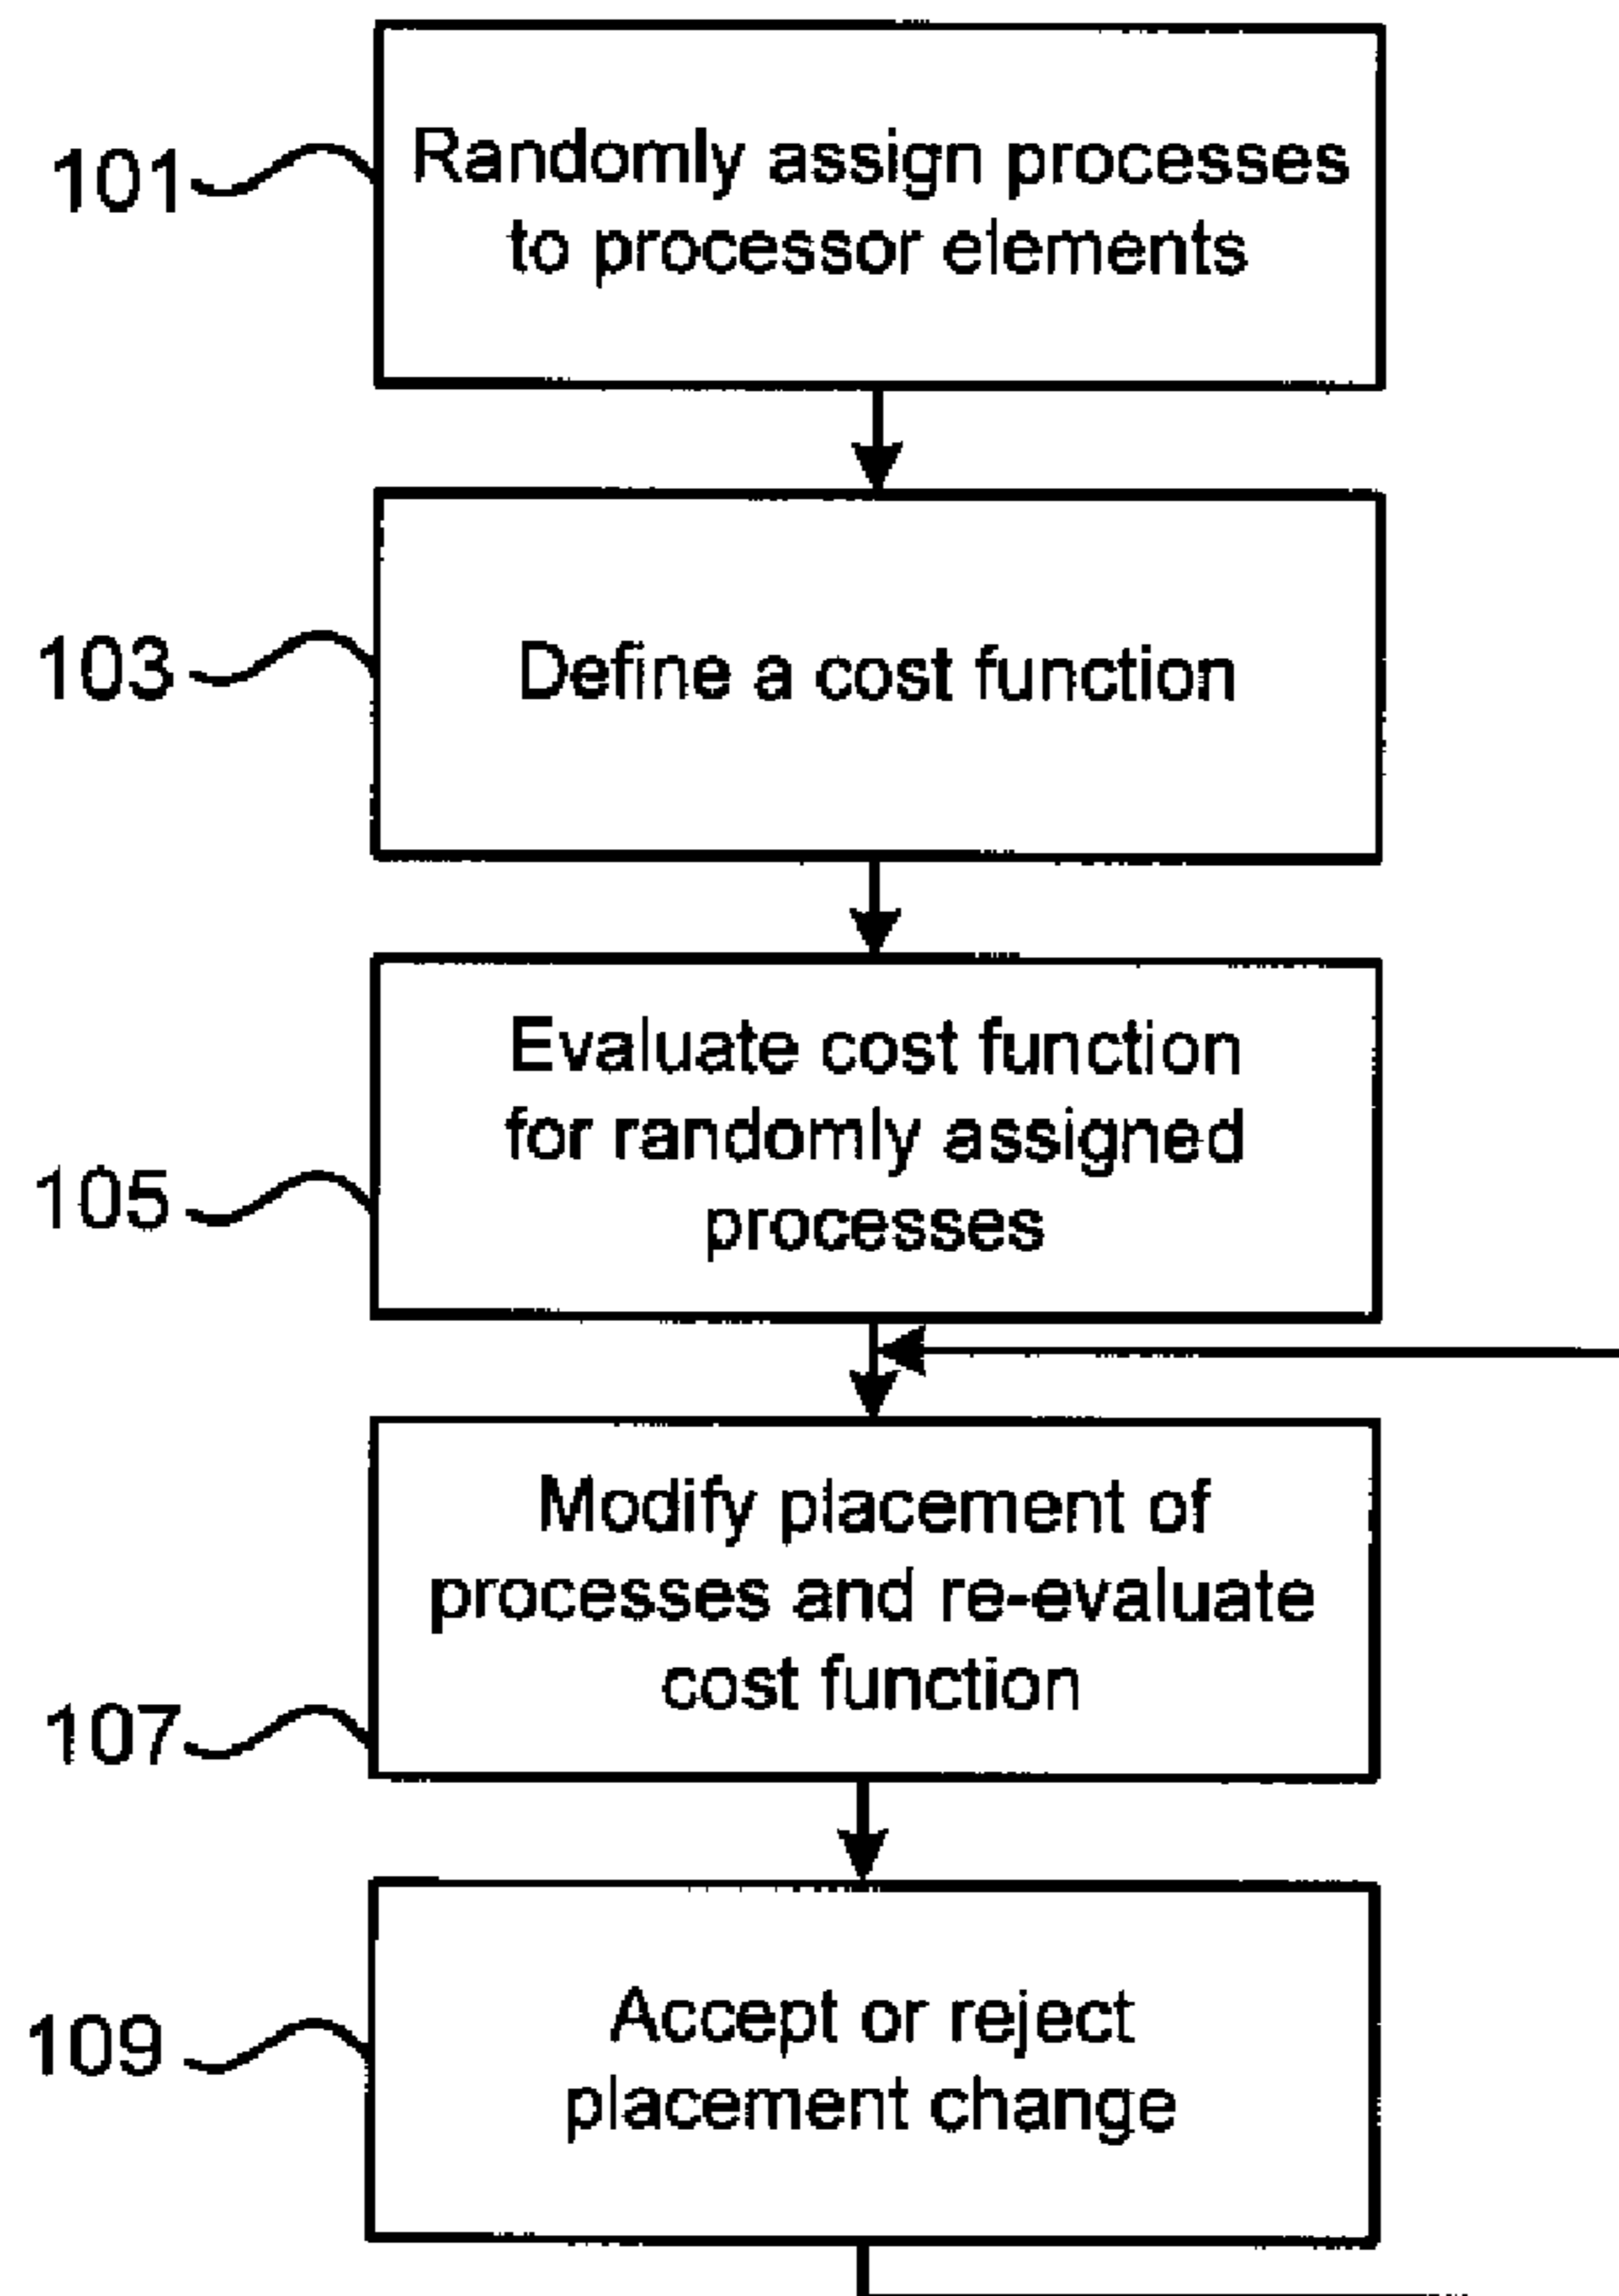 101
Randomly assign processes
to processor elements
103
Define a cost function
105
Evaluate cost function
for randomly assigned
processes
107
Modify placement of
processes and re-evaluate
cost function
109
Accept or reject
placement change